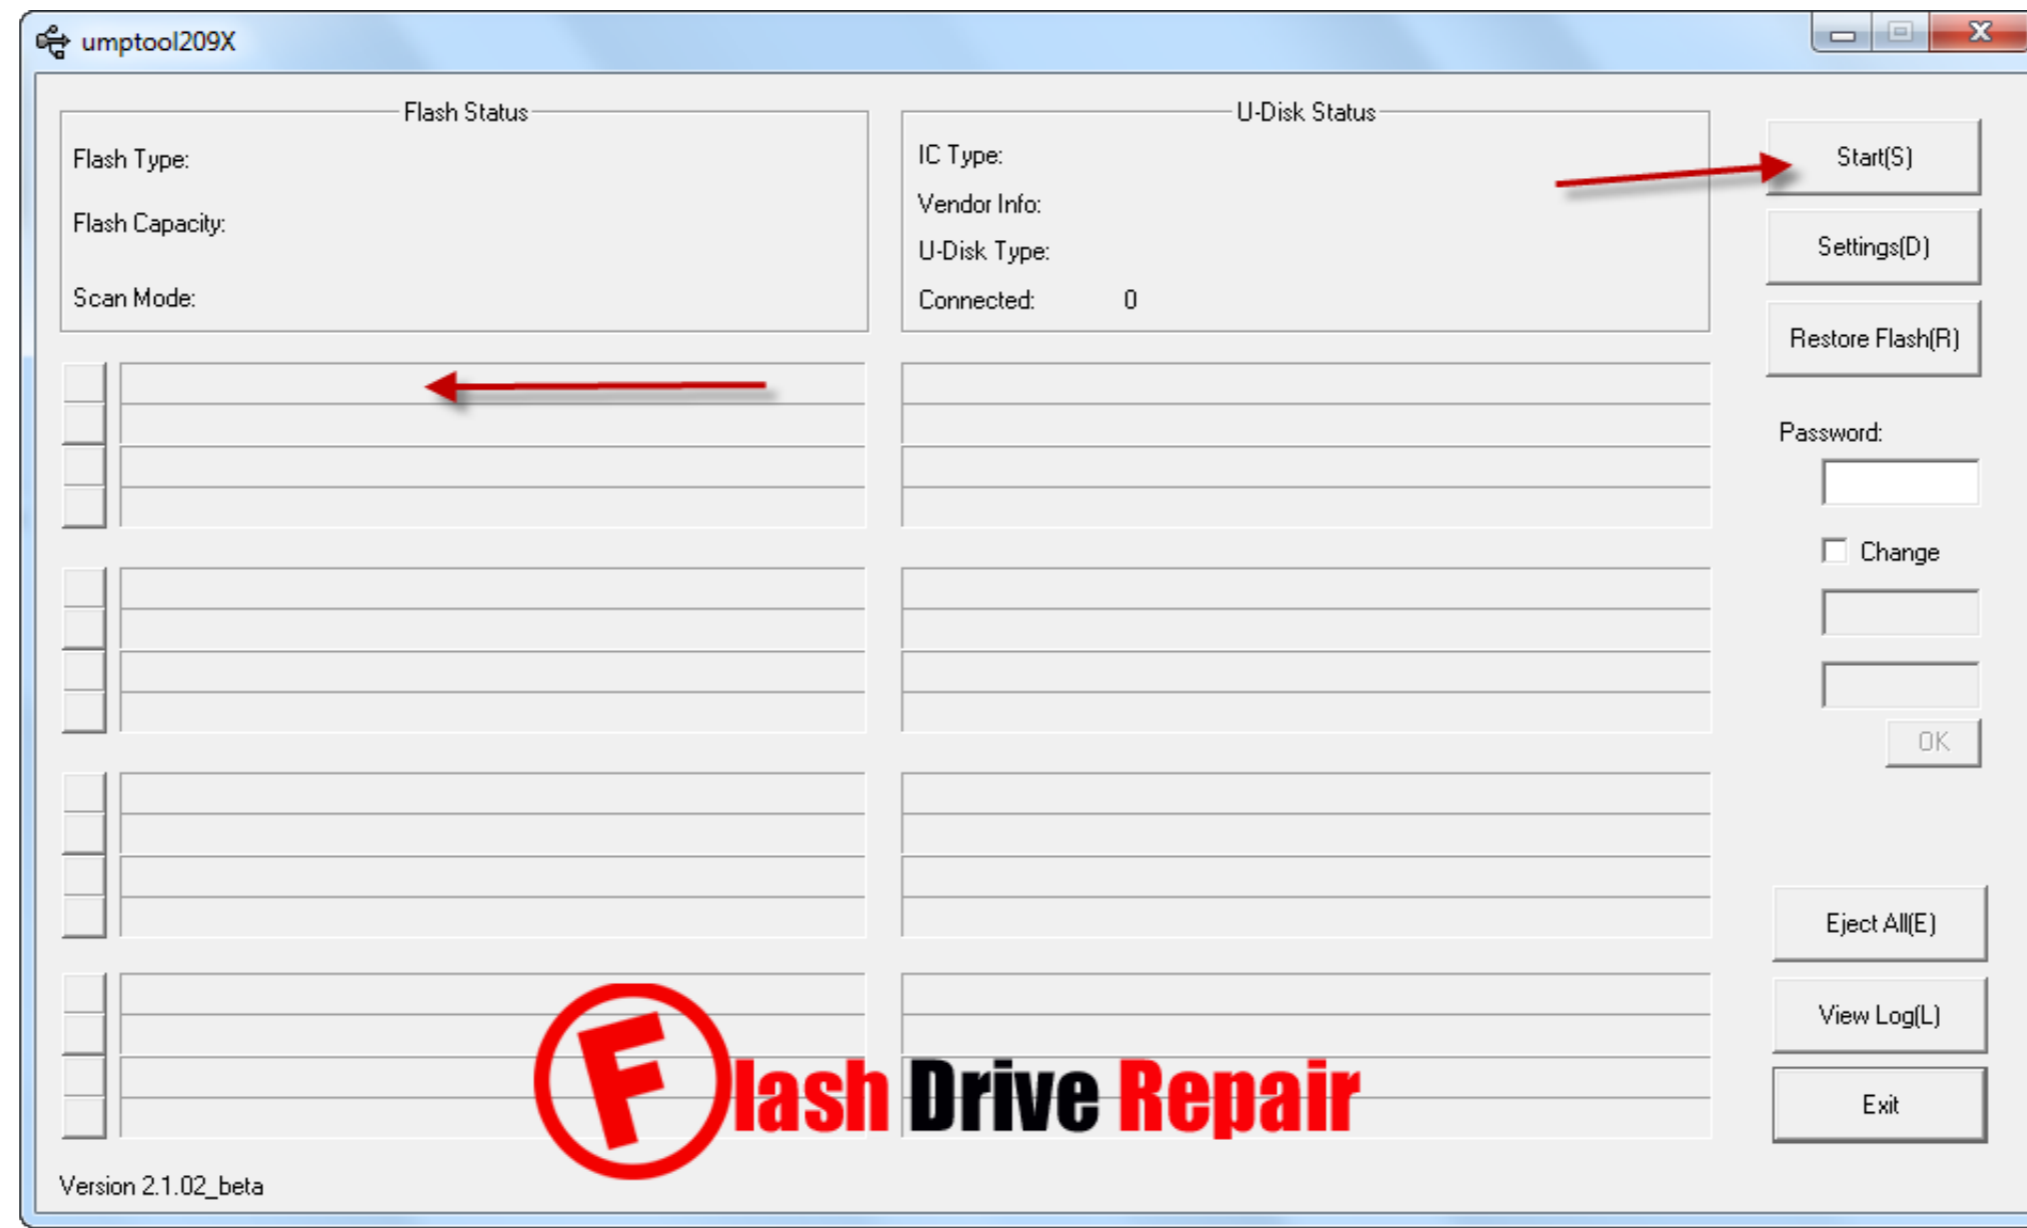 umptool209X
Flash Status
Flash Type:
Flash Capacity:
Scan Mode:
U-Disk Status
IC Type:
Vendor Info:
U-Disk Type:
Connected: 0
Start(S)
Settings(D)
Restore Flash(R)
Password:
Change
OK
Eject All(E)
View Log(L)
Exit
Flash Drive Repair
Version 2.1.02_beta